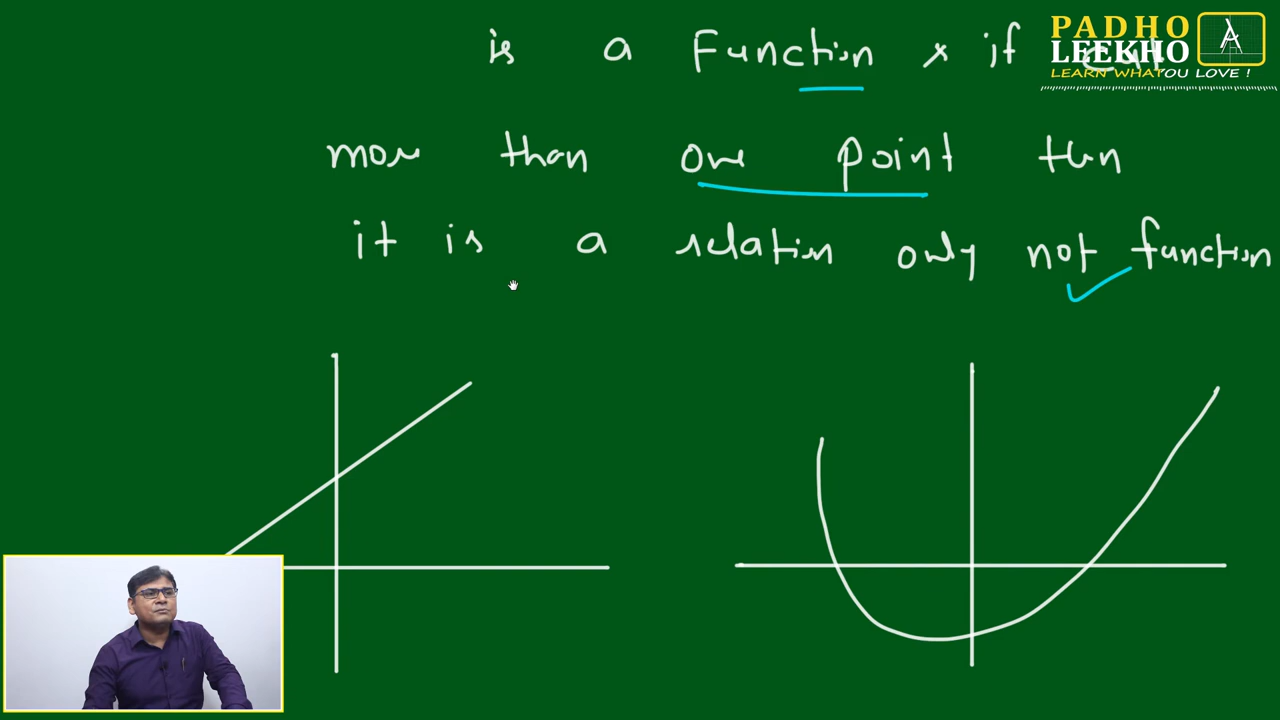 is a Function & if cut
PADHO
LEEKHO
LEARN WHAT YOU LOVE !
more than one point then
it is a relation only not function